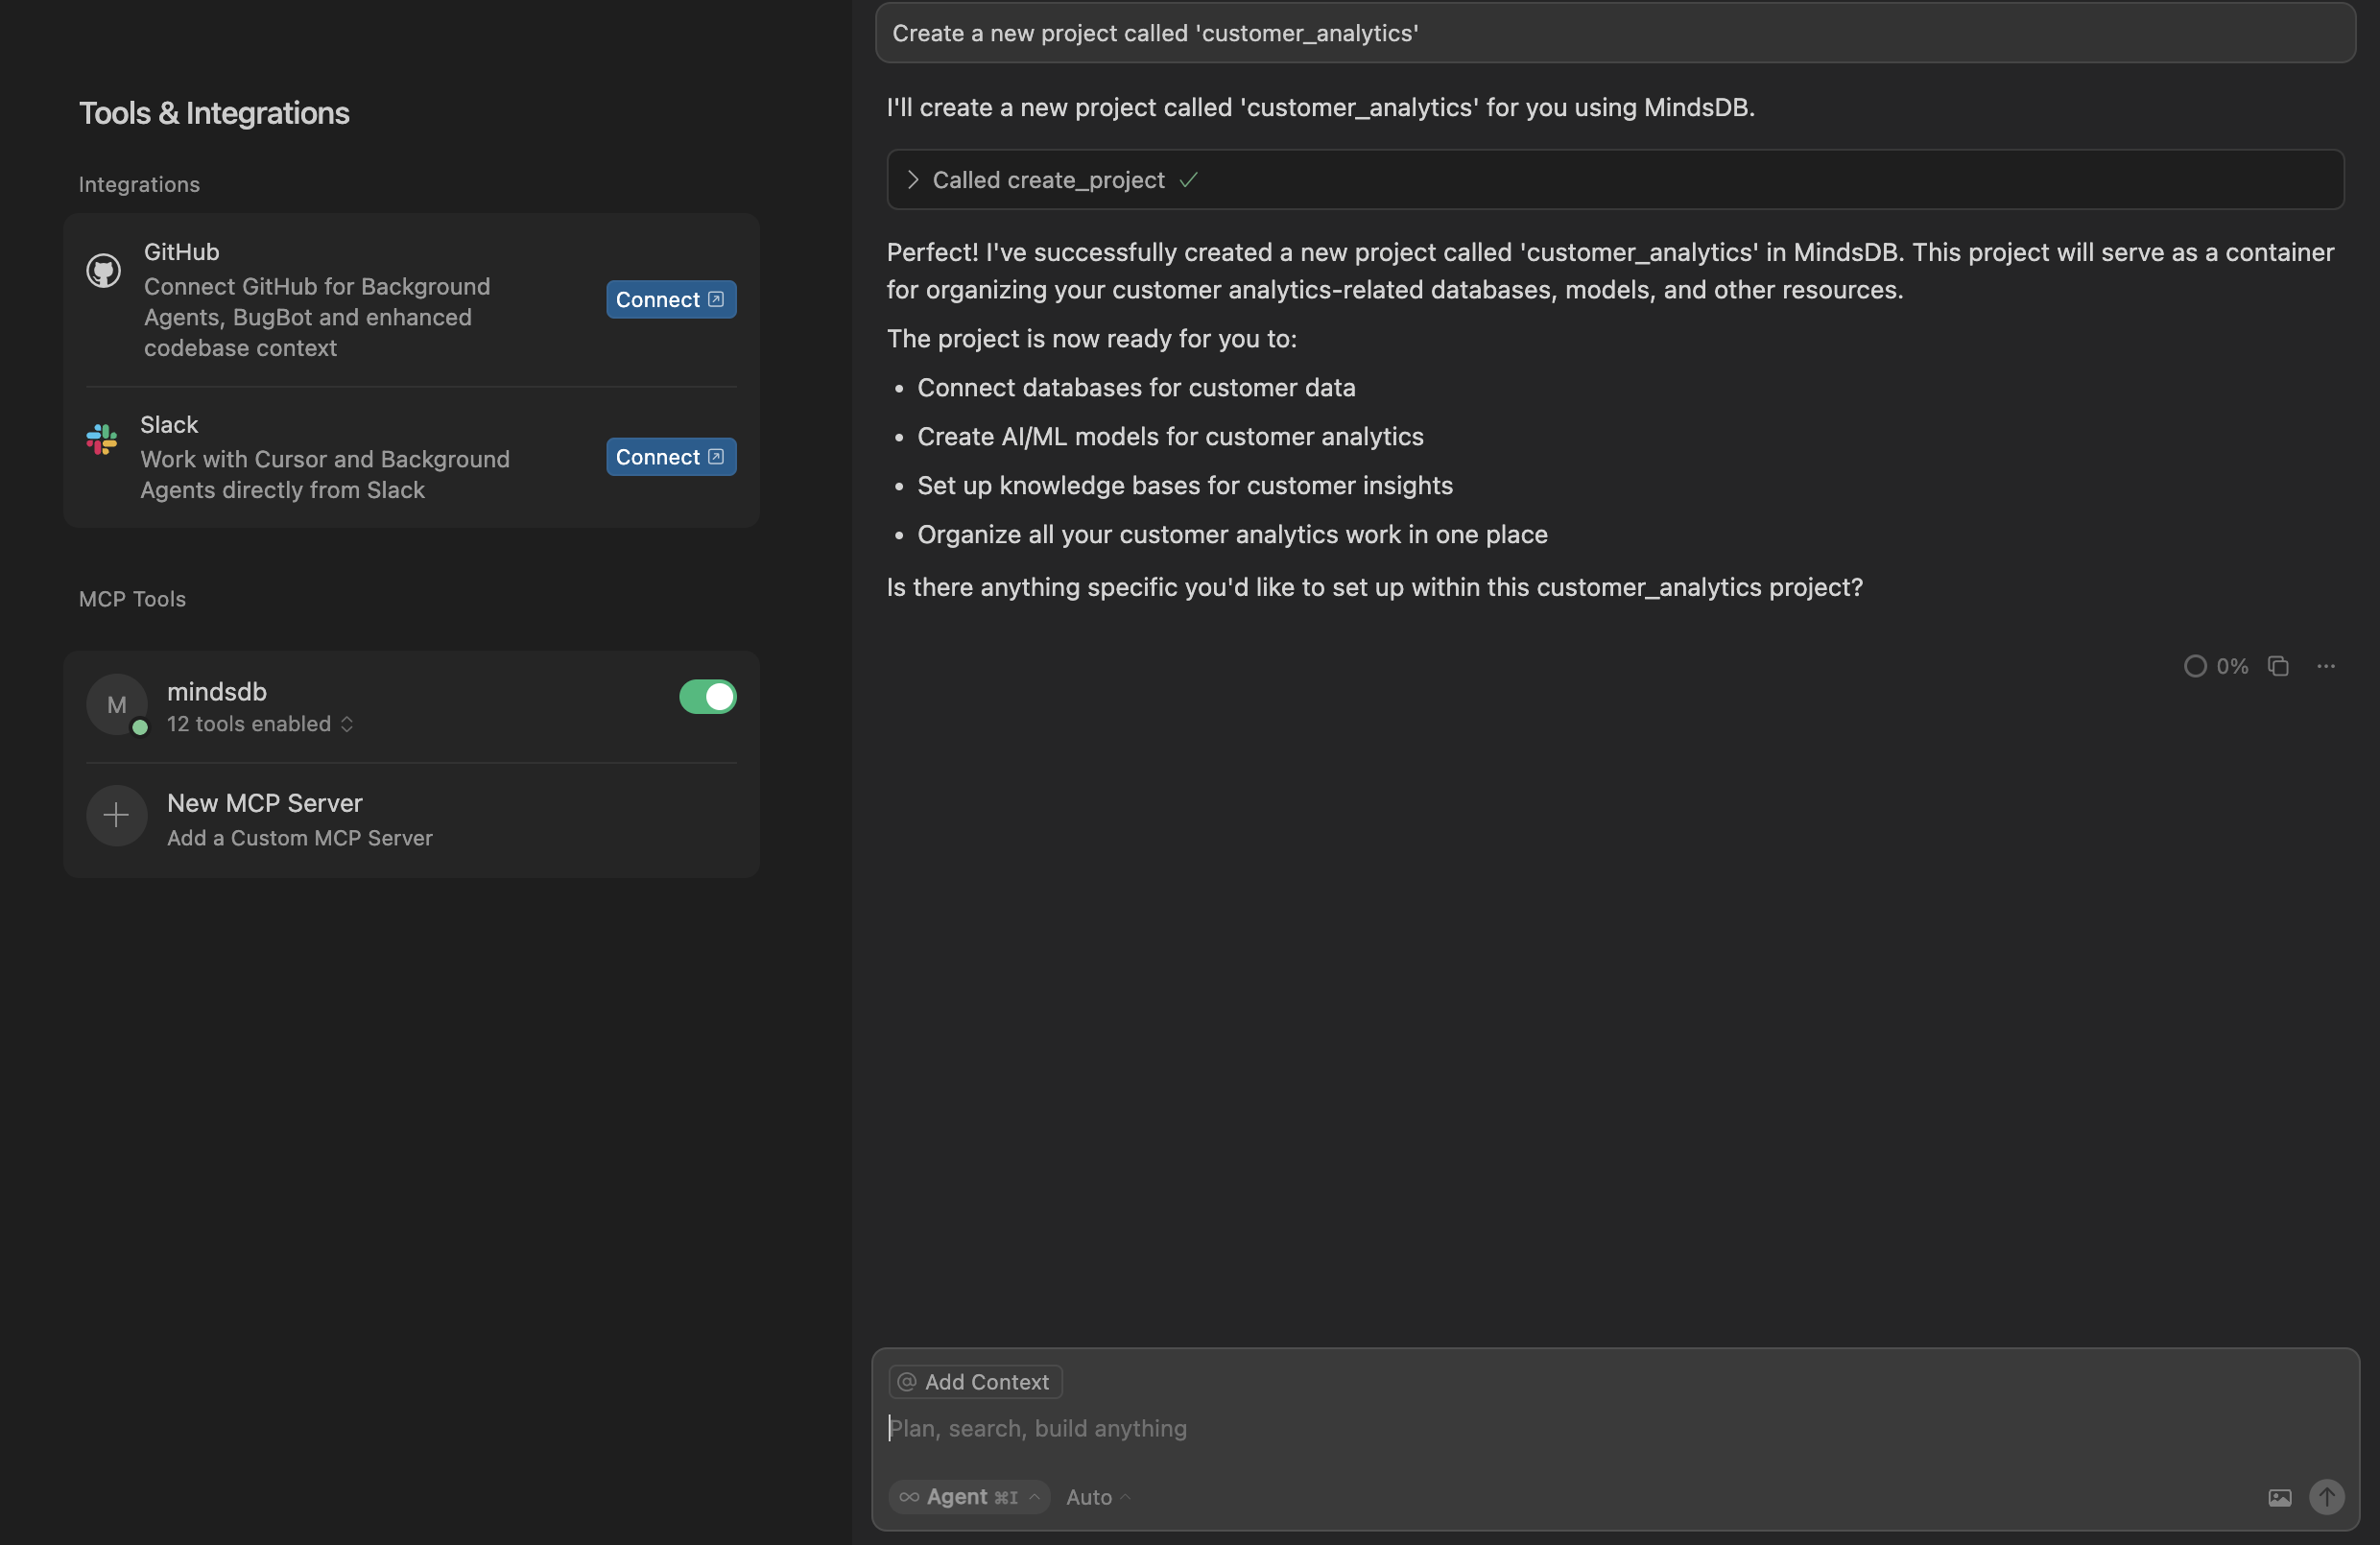 Tools & Integrations
Integrations
GitHub
Connect GitHub for Background
Agents, BugBot and enhanced
codebase context
Connect
Slack
Work with Cursor and Background
Agents directly from Slack
Connect
MCP Tools
M
mindsdb
12 tools enabled
New MCP Server
Add a Custom MCP Server
Create a new project called 'customer_analytics'
I'll create a new project called 'customer_analytics' for you using MindsDB.
Called create_project
Perfect! I've successfully created a new project called 'customer_analytics' in MindsDB. This project will serve as a container
for organizing your customer analytics-related databases, models, and other resources.
The project is now ready for you to:
• Connect databases for customer data
• Create AI/ML models for customer analytics
• Set up knowledge bases for customer insights
• Organize all your customer analytics work in one place
Is there anything specific you'd like to set up within this customer_analytics project?
0%
@ Add Context
Plan, search, build anything
∞ Agent ⌘I Auto